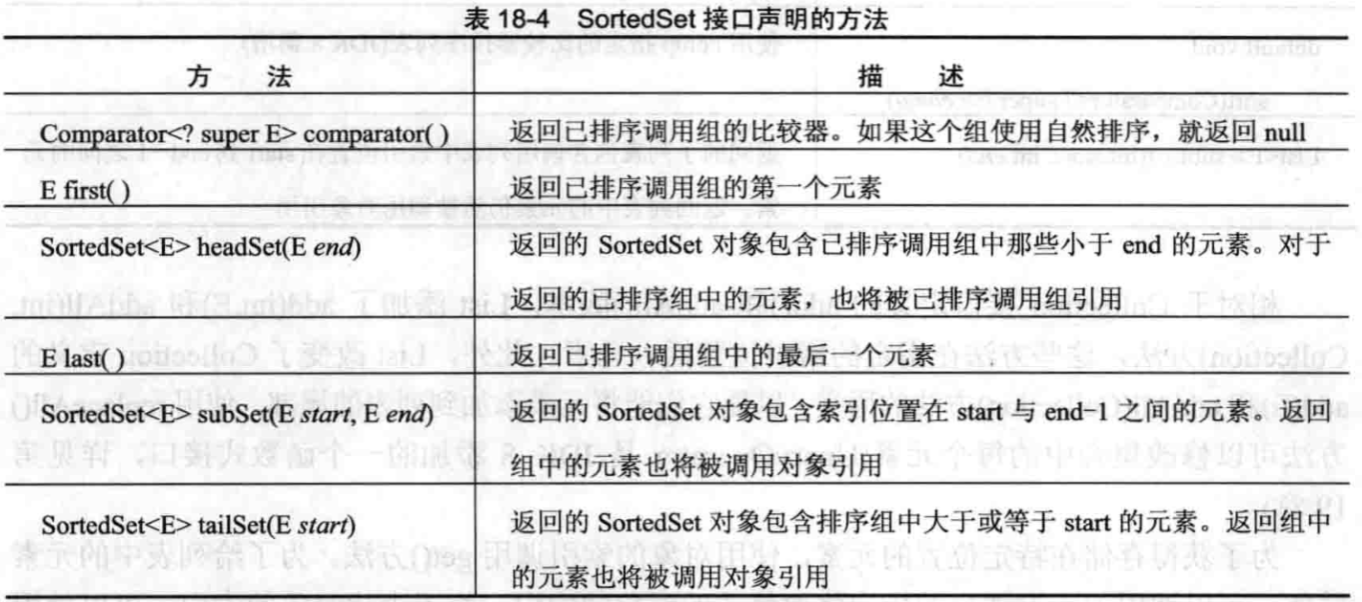 表 18-4 SortedSet 接口声明的方法
方 法 描 述
Comparator<? super E> comparator( ) 返回已排序调用组的比较器。如果这个组使用自然排序，就返回 null
E first( ) 返回已排序调用组的第一个元素
SortedSet<E> headSet(E end) 返回的 SortedSet 对象包含已排序调用组中那些小于 end 的元素。对于
返回的已排序组中的元素，也将被已排序调用组引用
E last( ) 返回已排序调用组中的最后一个元素
SortedSet<E> subSet(E start, E end) 返回的 SortedSet 对象包含索引位置在 start 与 end-1 之间的元素。返回
组中的元素也将被调用对象引用
SortedSet<E> tailSet(E start) 返回的 SortedSet 对象包含排序组中大于或等于 start 的元素。返回组中
的元素也将被调用对象引用